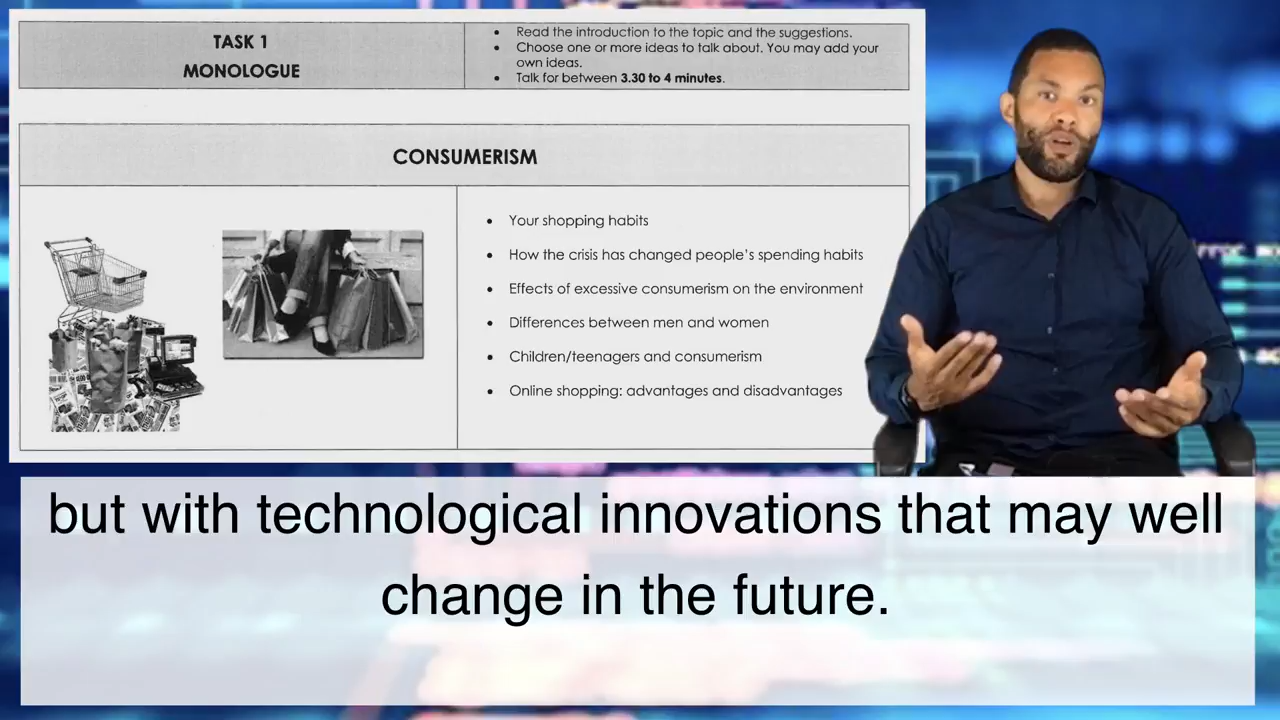 TASK 1
MONOLOGUE
• Read the introduction to the topic and the suggestions.
• Choose one or more ideas to talk about. You may add your
own ideas.
• Talk for between 3.30 to 4 minutes.
CONSUMERISM
• Your shopping habits
• How the crisis has changed people's spending habits
• Effects of excessive consumerism on the environment
• Differences between men and women
• Children/teenagers and consumerism
• Online shopping: advantages and disadvantages
but with technological innovations that may well
change in the future.